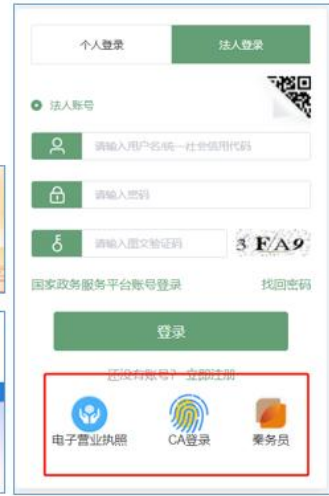 个人登录
法人登录
法人账号
请输入用户名/统一社会信用代码
请输入密码
请输入图文验证码
3 FA9
国家政务服务平台账号登录
找回密码
登录
还没有账号？ 立即注册
电子营业执照
CA登录
秦务员